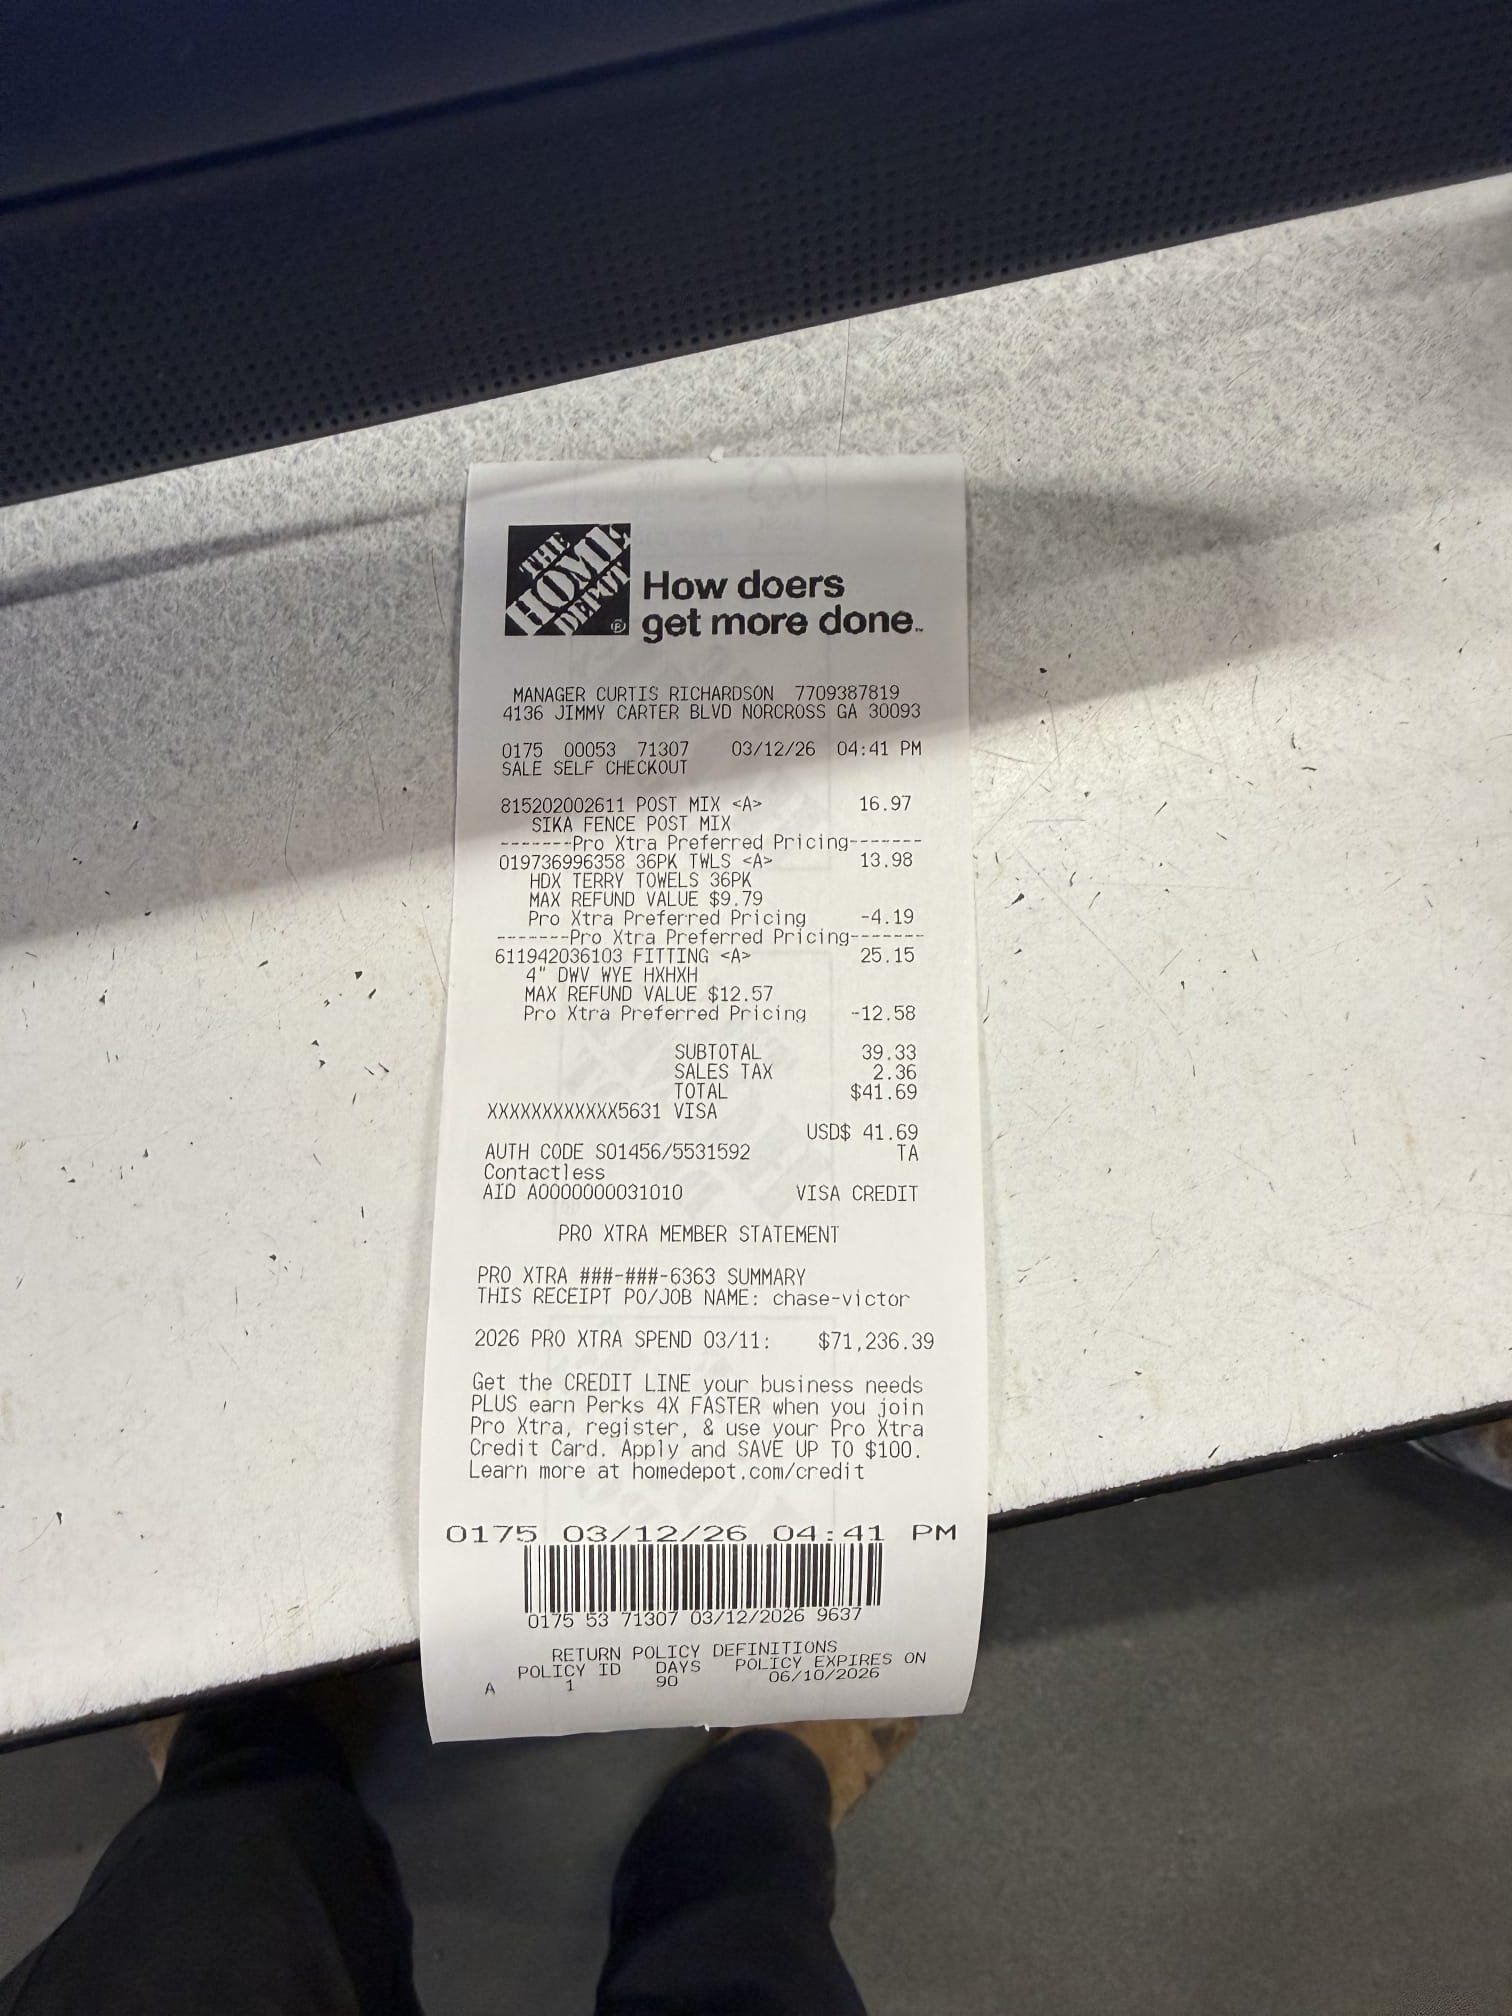 THE
HOME
DEPOT
®
How doers
get more done™
MANAGER CURTIS RICHARDSON 7709387819
4136 JIMMY CARTER BLVD NORCROSS GA 30093
0175 00053 71307 03/12/26 04:41 PM
SALE SELF CHECKOUT
815202002611 POST MIX <A> 16.97
SIKA FENCE POST MIX
-------Pro Xtra Preferred Pricing-------
019736996358 36PK TWLS <A> 13.98
HDX TERRY TOWELS 36PK
MAX REFUND VALUE $9.79
Pro Xtra Preferred Pricing -4.19
-------Pro Xtra Preferred Pricing-------
611942036103 FITTING <A> 25.15
4" DWV WYE HXHXH
MAX REFUND VALUE $12.57
Pro Xtra Preferred Pricing -12.58
SUBTOTAL 39.33
SALES TAX 2.36
TOTAL $41.69
XXXXXXXXXXXX5631 VISA
USD$ 41.69
AUTH CODE S01456/5531592 TA
Contactless
AID A0000000031010 VISA CREDIT
PRO XTRA MEMBER STATEMENT
PRO XTRA ###-###-6363 SUMMARY
THIS RECEIPT PO/JOB NAME: chase-victor
2026 PRO XTRA SPEND 03/11: $71,236.39
Get the CREDIT LINE your business needs
PLUS earn Perks 4X FASTER when you join
Pro Xtra, register, & use your Pro Xtra
Credit Card. Apply and SAVE UP TO $100.
Learn more at homedepot.com/credit
0175 03/12/26 04:41 PM
0175 53 71307 03/12/2026 9637
RETURN POLICY DEFINITIONS
POLICY ID DAYS POLICY EXPIRES ON
A 1 90 06/10/2026